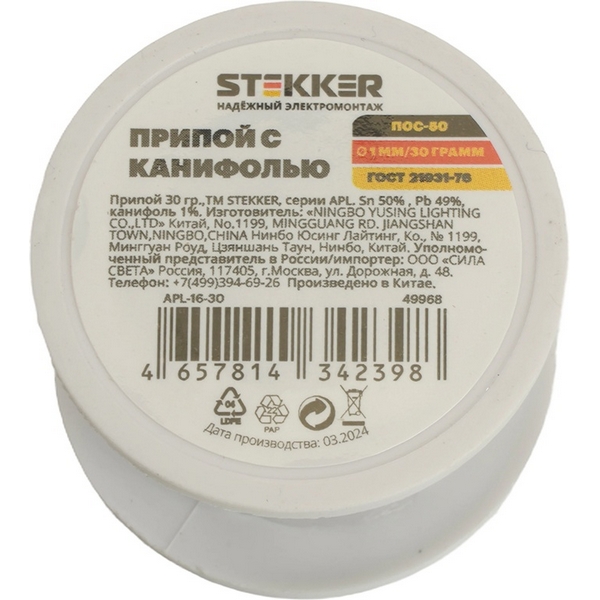 STEKKER
НАДЁЖНЫЙ ЭЛЕКТРОМОНТАЖ
ПРИПОЙ С
КАНИФОЛЬЮ
ПОС-50
Ø 1 ММ/30 ГРАММ
ГОСТ 21931-76
Припой 30 гр.,TM STEKKER, серии APL. Sn 50% , Pb 49%,
канифоль 1%. Изготовитель: «NINGBO YUSING LIGHTING
CO.,LTD» Китай, No.1199, MINGGUANG RD. JIANGSHAN
TOWN,NINGBO,CHINA Нинбо Юсинг Лайтинг, Ко., № 1199,
Мингуан Роуд, Цзяншань Таун, Нинбо, Китай. Уполномо-
ченный представитель в России/импортер: ООО «СИЛА
СВЕТА» Россия, 117405, г.Москва, ул. Дорожная, д. 48.
Телефон: +7(499)394-69-26 Произведено в Китае.
APL-16-30 49968
4 657814 342398
04
LDPE
22
PAP
Дата производства: 03.2024